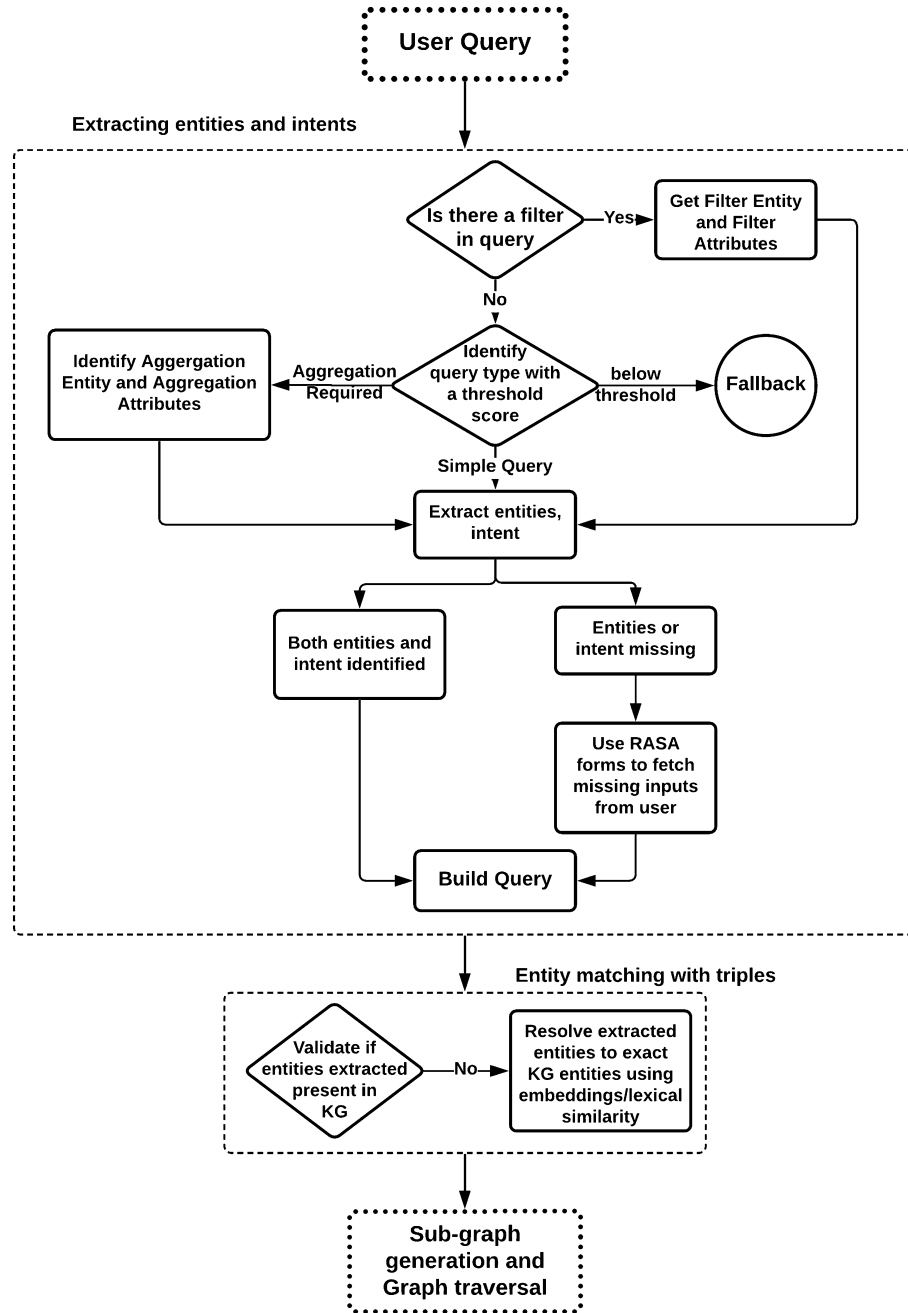 User Query
Extracting entities and intents
Is there a filter
in query
Yes
Get Filter Entity
and Filter
Attributes
No
Identify Aggergation
Entity and Aggregation
Attributes
Aggregation
Required
Identify
query type with
a threshold
score
below
threshold
Fallback
Simple Query
Extract entities,
intent
Both entities and
intent identified
Entities or
intent missing
Use RASA
forms to fetch
missing inputs
from user
Build Query
Entity matching with triples
Validate if
entities extracted
present in
KG
No
Resolve extracted
entities to exact
KG entities using
embeddings/lexical
similarity
Sub-graph
generation and
Graph traversal